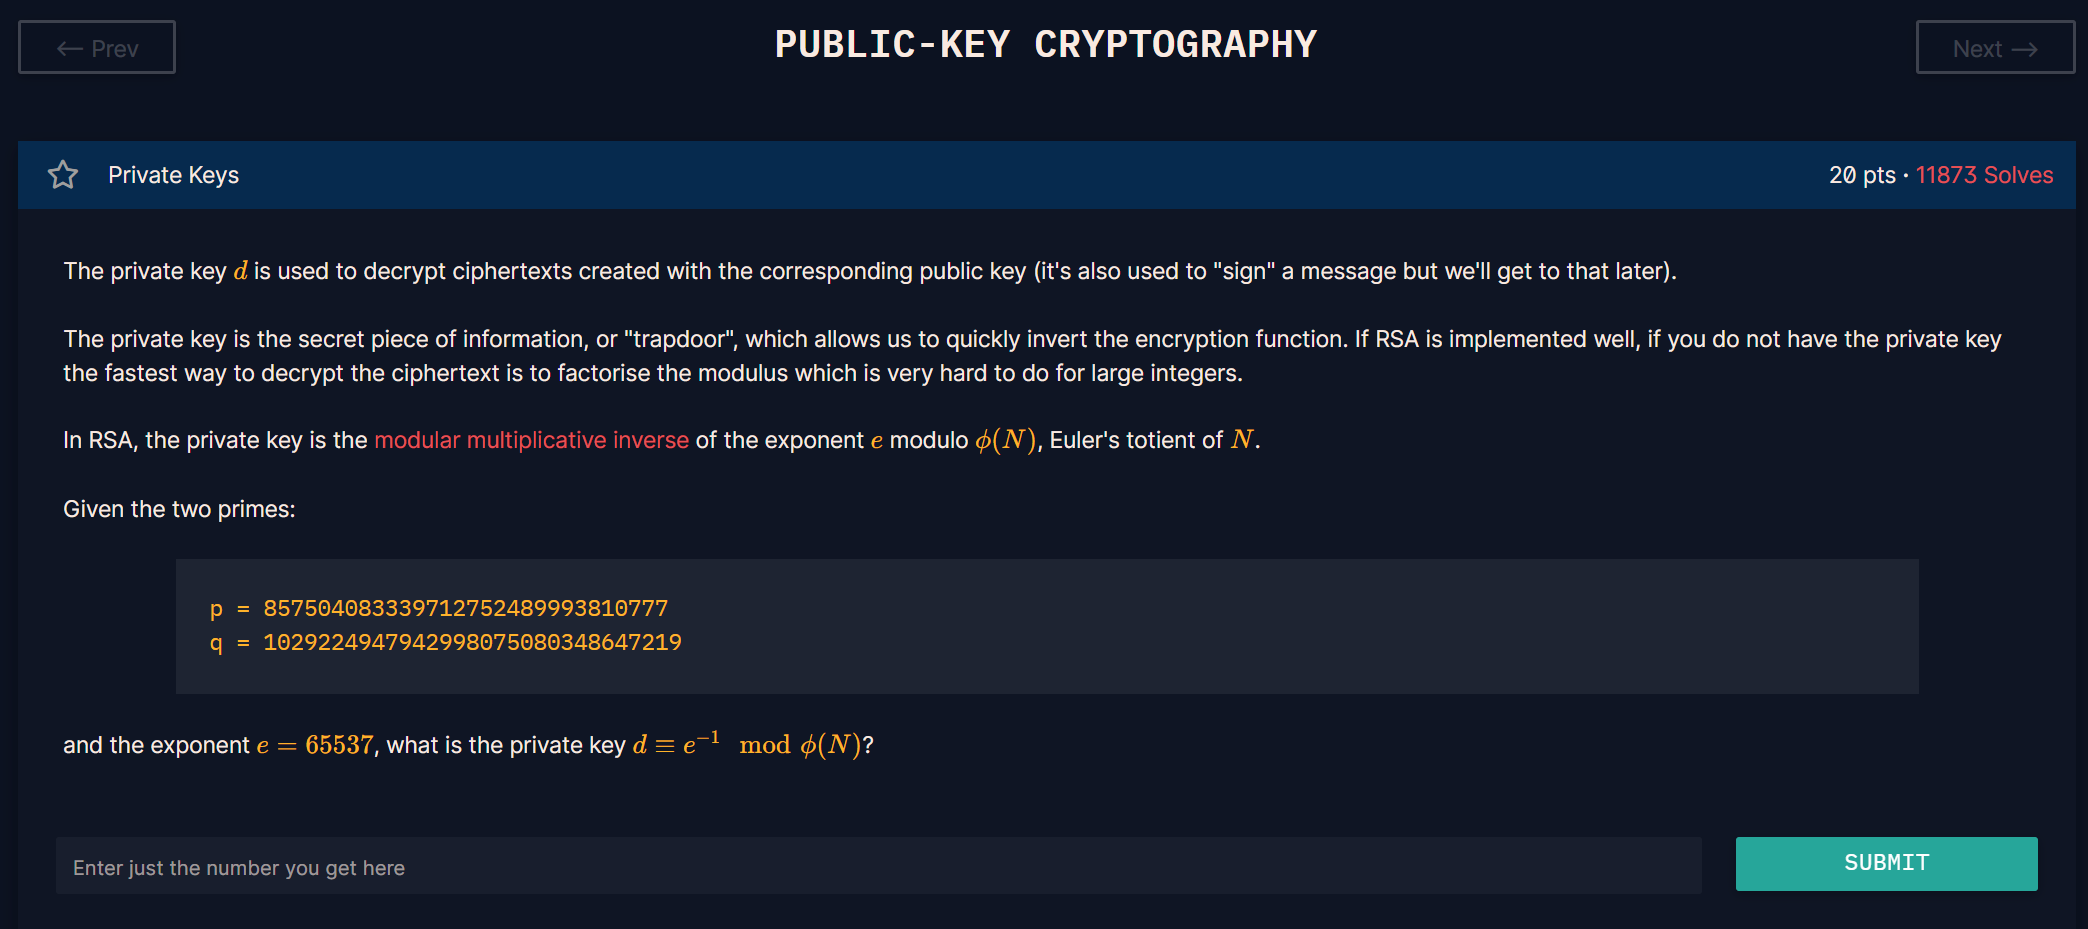 ← Prev
PUBLIC-KEY CRYPTOGRAPHY
Next →
Private Keys
20 pts · 11873 Solves
The private key d is used to decrypt ciphertexts created with the corresponding public key (it's also used to "sign" a message but we'll get to that later).
The private key is the secret piece of information, or "trapdoor", which allows us to quickly invert the encryption function. If RSA is implemented well, if you do not have the private key
the fastest way to decrypt the ciphertext is to factorise the modulus which is very hard to do for large integers.
In RSA, the private key is the modular multiplicative inverse of the exponent e modulo ϕ(N), Euler's totient of N.
Given the two primes:
p = 857504083339712752489993810777
q = 1029224947942998075080348647219
and the exponent e = 65537, what is the private key d ≡ e⁻¹ mod ϕ(N)?
Enter just the number you get here
SUBMIT